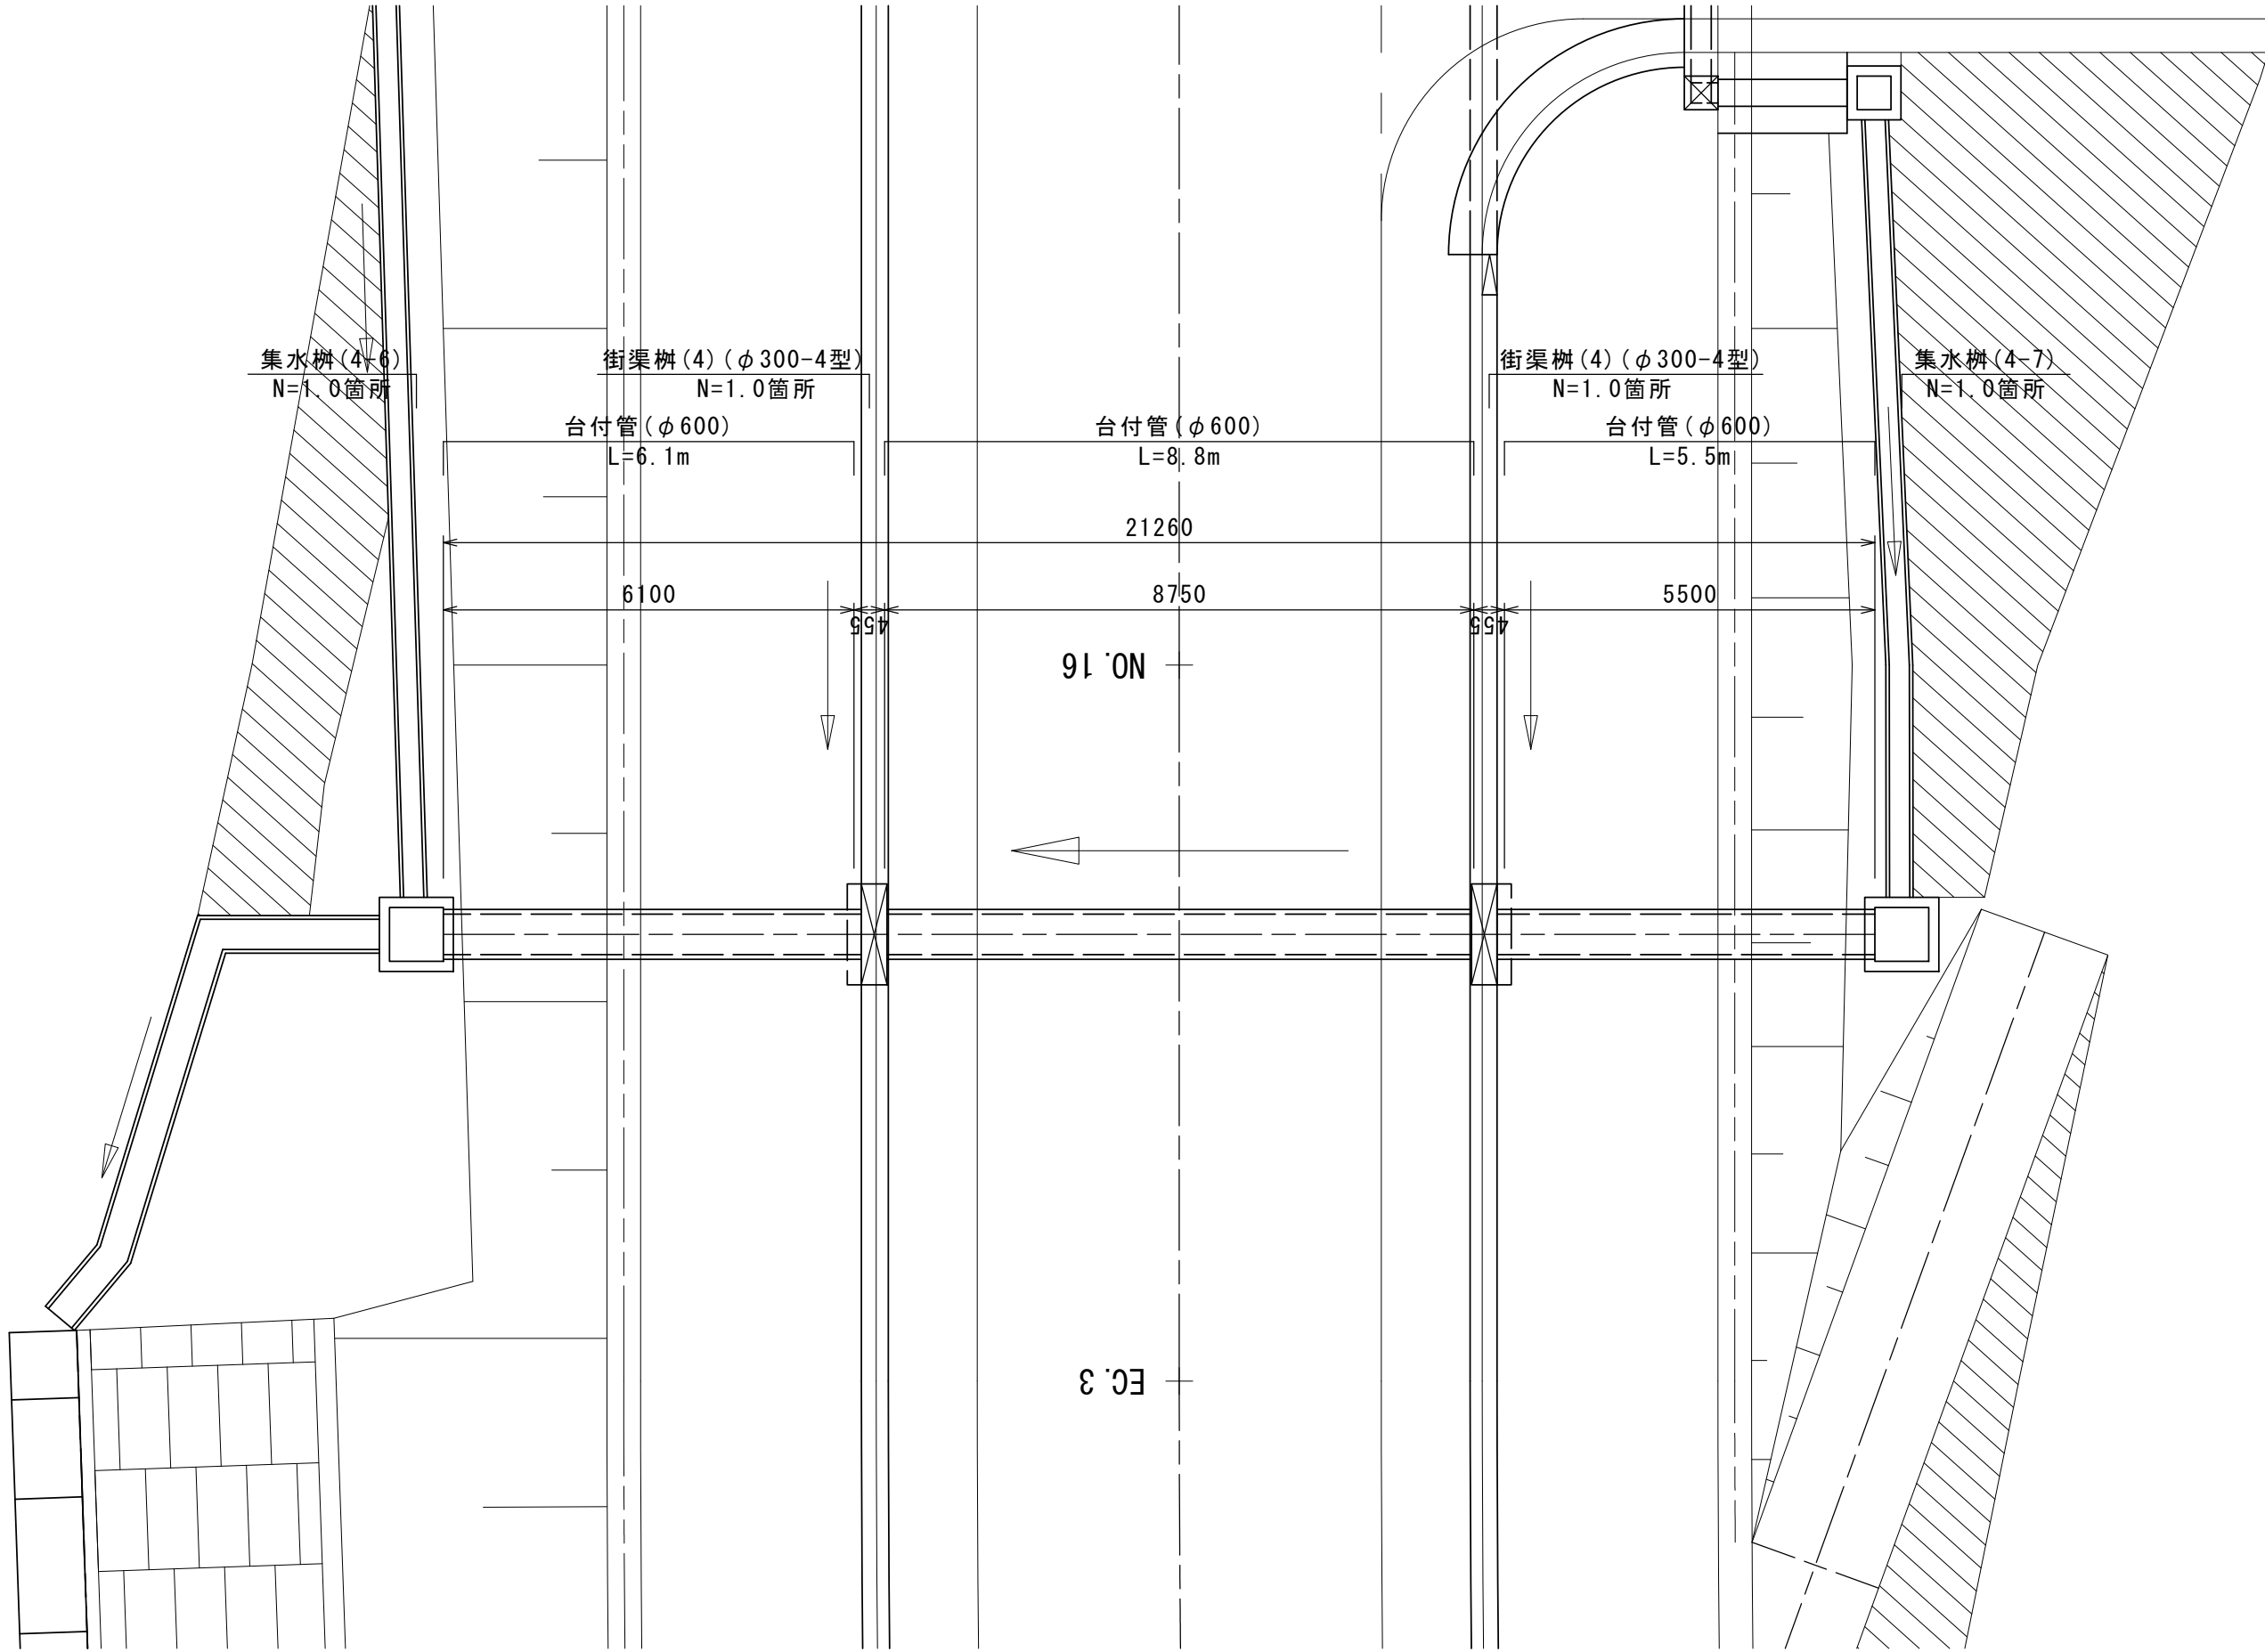 集水桝(4-6)
N=1.0箇所
街渠桝(4)(φ300-4型)
N=1.0箇所
街渠桝(4)(φ300-4型)
N=1.0箇所
集水桝(4-7)
N=1.0箇所
台付管(φ600)
L=6.1m
台付管(φ600)
L=8.8m
台付管(φ600)
L=5.5m
21260
6100
455
8750
455
5500
NO.16
EC.3